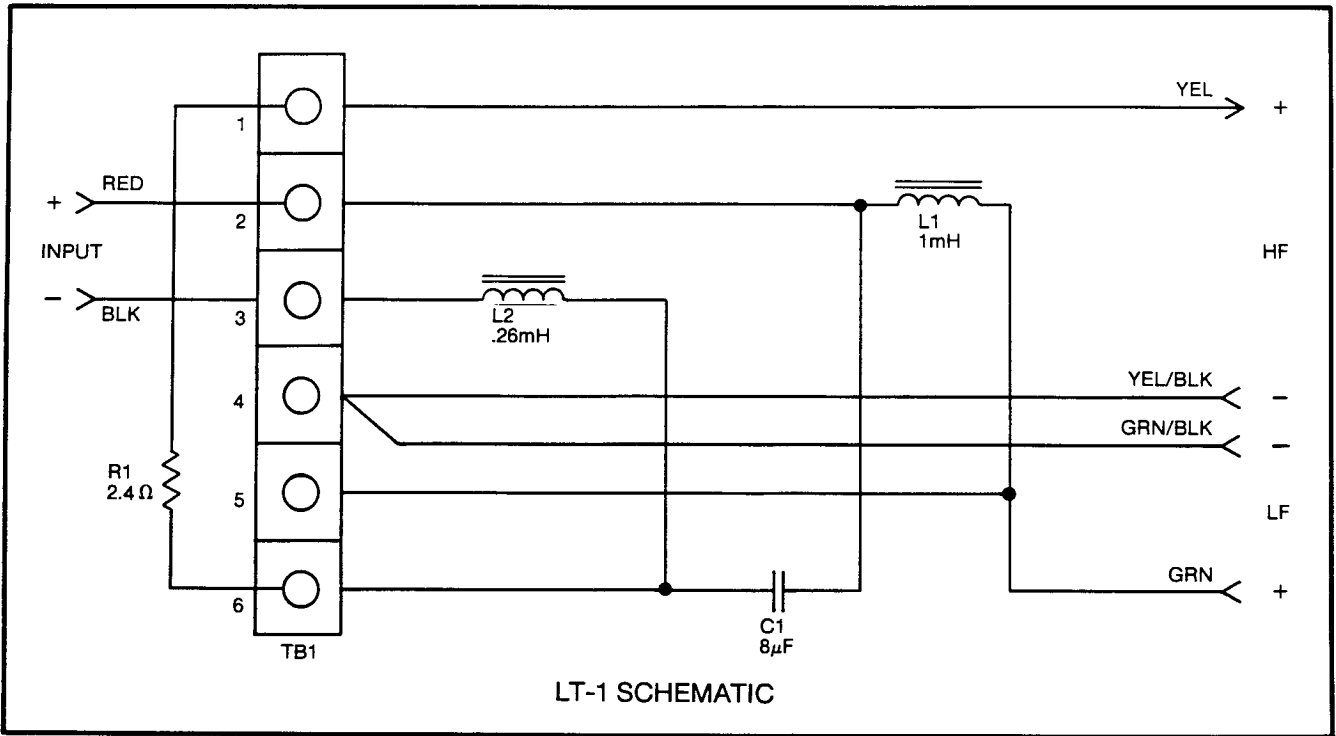 YEL
+
1
RED
+
2
L1
1mH
INPUT
HF
−
BLK
3
L2
.26mH
YEL/BLK
−
4
GRN/BLK
−
R1
2.4 Ω
5
LF
GRN
+
6
C1
8µF
TB1
LT-1 SCHEMATIC